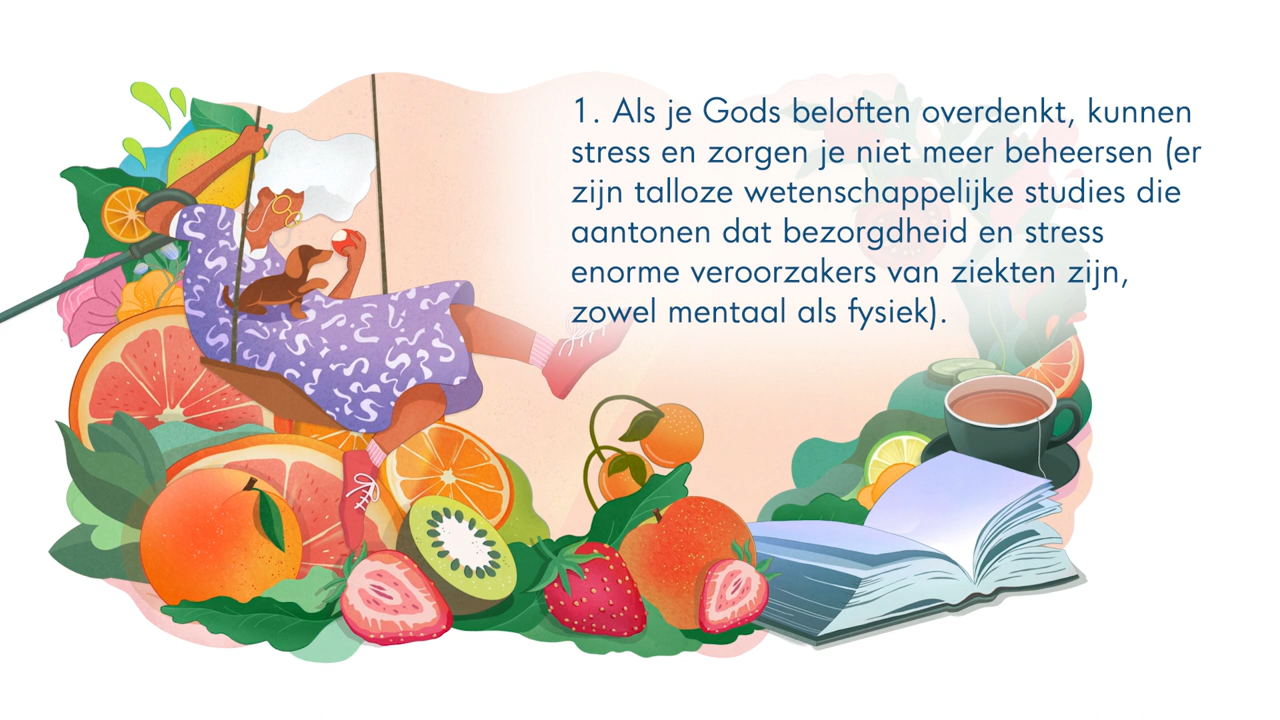 1. Als je Gods beloften overdenkt, kunnen
stress en zorgen je niet meer beheersen (er
zijn talloze wetenschappelijke studies die
aantonen dat bezorgdheid en stress
enorme veroorzakers van ziekten zijn,
zowel mentaal als fysiek).